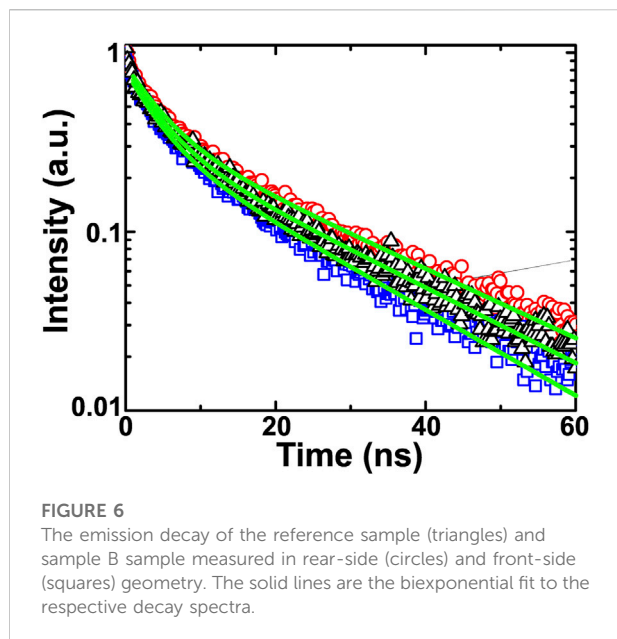 1
0.1
0.01
Intensity (a.u.)
0
20
40
60
Time (ns)
FIGURE 6
The emission decay of the reference sample (triangles) and
sample B sample measured in rear-side (circles) and front-side
(squares) geometry. The solid lines are the biexponential fit to the
respective decay spectra.